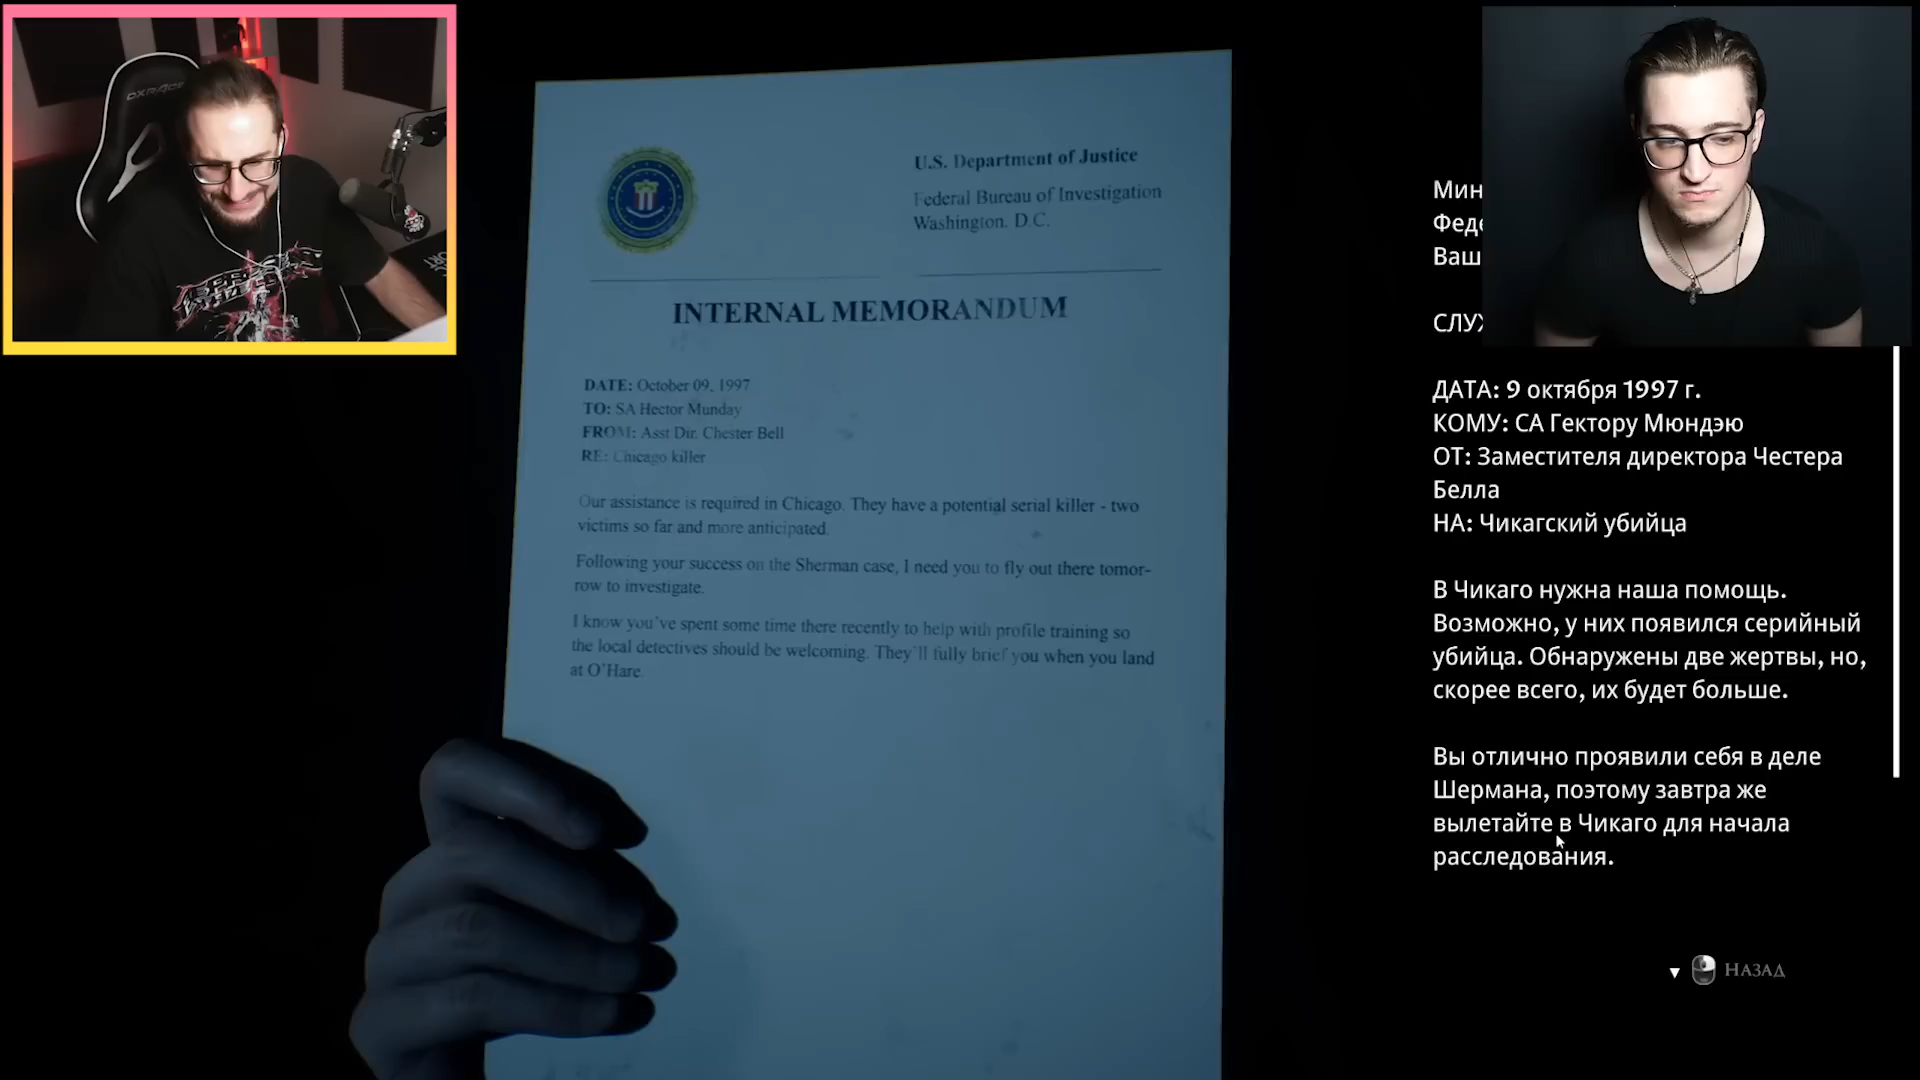 DXRACER
U.S. Department of Justice
Federal Bureau of Investigation
Washington, D.C.
INTERNAL MEMORANDUM
DATE: October 09, 1997
TO: SA Hector Munday
FROM: Asst Dir. Chester Bell
RE: Chicago killer
Our assistance is required in Chicago. They have a potential serial killer - two
victims so far and more anticipated.
Following your success on the Sherman case, I need you to fly out there tomor-
row to investigate.
I know you've spent some time there recently to help with profile training so
the local detectives should be welcoming. They'll fully brief you when you land
at O'Hare.
Мин
Феде
Ваш
СЛУЖ
ДАТА: 9 октября 1997 г.
КОМУ: СА Гектору Мюндэю
ОТ: Заместителя директора Честера
Белла
НА: Чикагский убийца
В Чикаго нужна наша помощь.
Возможно, у них появился серийный
убийца. Обнаружены две жертвы, но,
скорее всего, их будет больше.
Вы отлично проявили себя в деле
Шермана, поэтому завтра же
вылетайте в Чикаго для начала
расследования.
НАЗАД